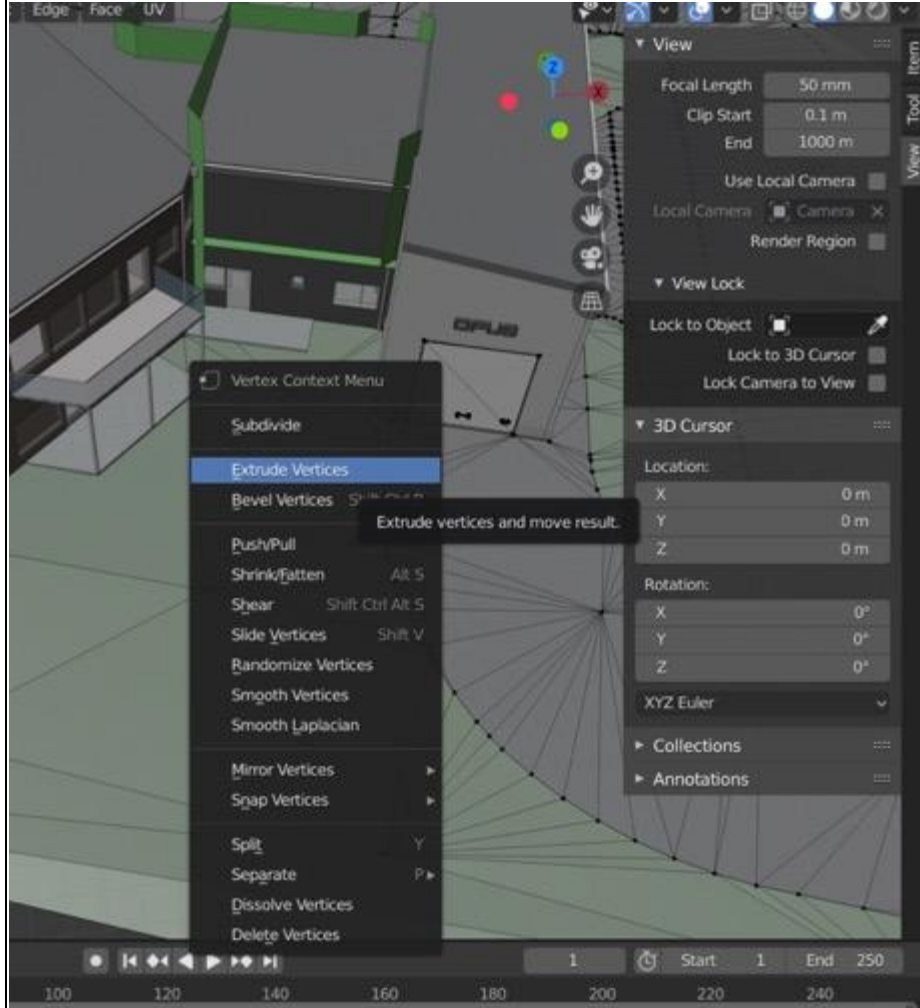 Edge Face UV
Z
X
OPUS
View
Focal Length 50 mm
Clip Start 0.1 m
End 1000 m
Use Local Camera
Local Camera Camera
Render Region
View Lock
Lock to Object
Lock to 3D Cursor
Lock Camera to View
3D Cursor
Location:
X 0 m
Y 0 m
Z 0 m
Rotation:
X 0°
Y 0°
Z 0°
XYZ Euler
Collections
Annotations
Item
Tool
View
Vertex Context Menu
Subdivide
Extrude Vertices
Bevel Vertices
Extrude vertices and move result.
Push/Pull
Shrink/Fatten Alt S
Shear Shift Ctrl Alt S
Slide Vertices Shift V
Randomize Vertices
Smooth Vertices
Smooth Laplacian
Mirror Vertices
Snap Vertices
Split Y
Separate P
Dissolve Vertices
Delete Vertices
1 Start 1 End 250
100 120 140 160 180 200 220 240